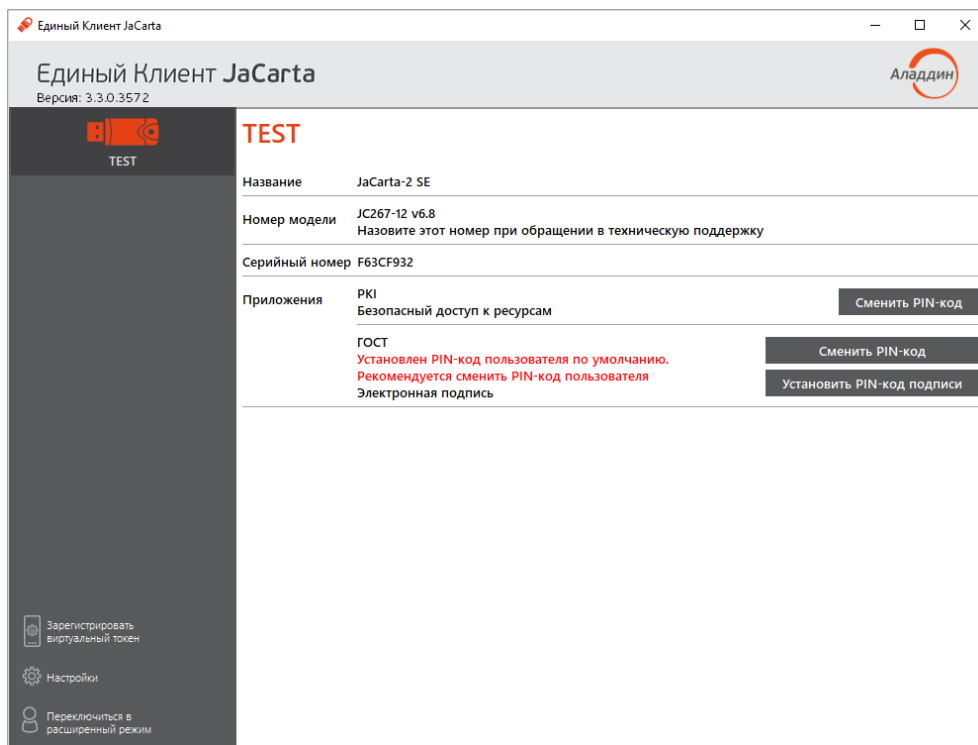 Единый Клиент JaCarta
Единый Клиент JaCarta
Версия: 3.3.0.3572
Аладдин
TEST
TEST
Название JaCarta-2 SE
Номер модели JC267-12 v6.8
Назовите этот номер при обращении в техническую поддержку
Серийный номер F63CF932
Приложения PKI
Безопасный доступ к ресурсам
Сменить PIN-код
ГОСТ
Установлен PIN-код пользователя по умолчанию.
Рекомендуется сменить PIN-код пользователя
Электронная подпись
Сменить PIN-код
Установить PIN-код подписи
Зарегистрировать
виртуальный токен
Настройки
Переключиться в
расширенный режим